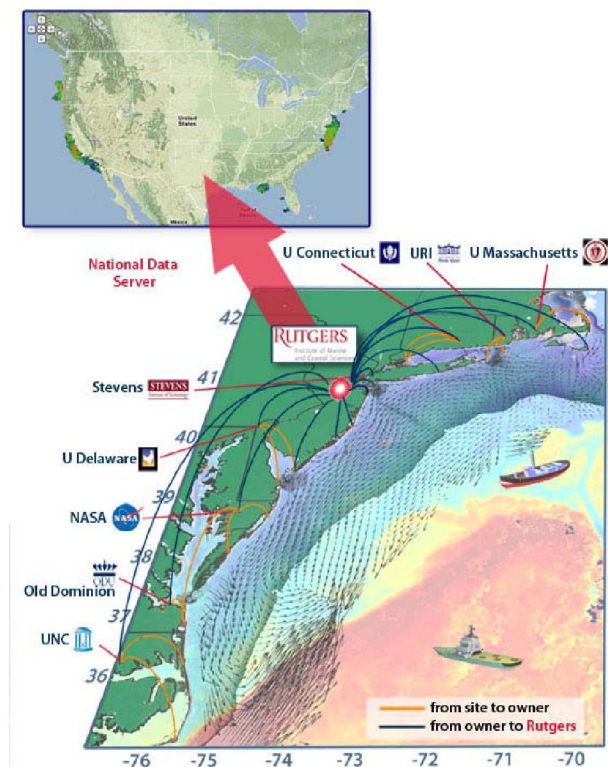 United
States
Mexico
National Data
Server
U Connecticut
URI
U Massachusetts
42
RUTGERS
Institute of Marine
and Coastal Sciences
Stevens
STEVENS
Institute of Technology
41
40
U Delaware
39
NASA
NASA
38
ODU
Old Dominion
37
UNC
36
from site to owner
from owner to Rutgers
-76
-75
-74
-73
-72
-71
-70